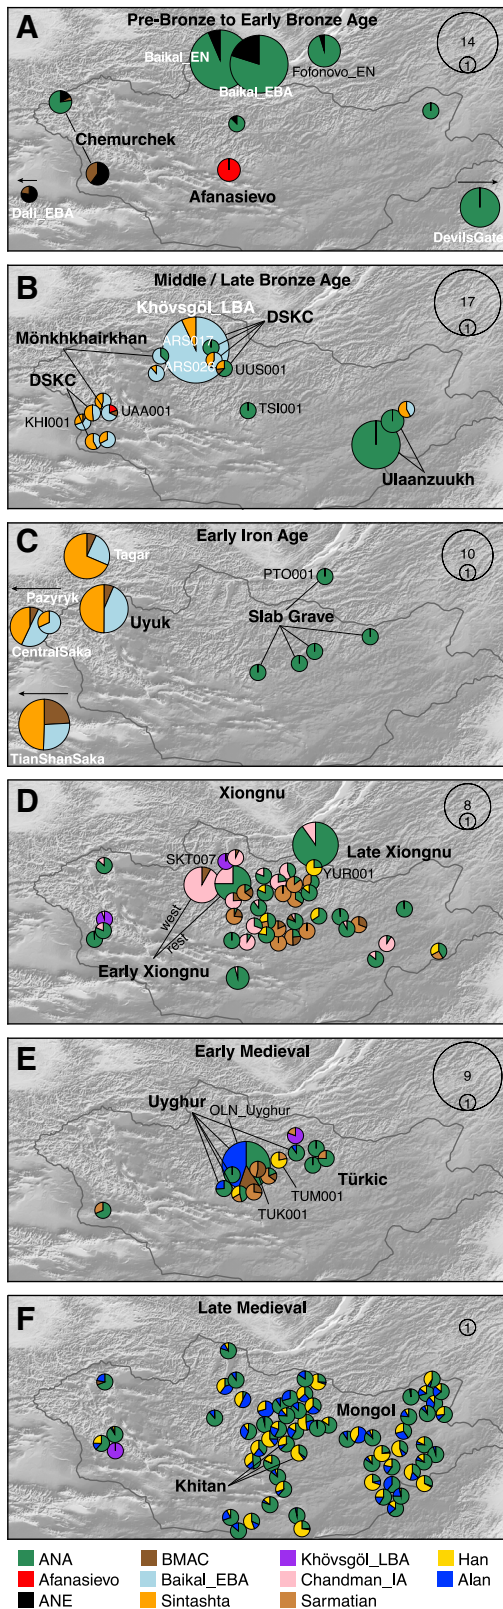 A
Pre-Bronze to Early Bronze Age
14
1
Baikal_EN
Fofonovo_EN
Baikal_EBA
Chemurchek
Afanasievo
Dali_EBA
DevilsGate
B
Middle / Late Bronze Age
17
1
Khövsgöl_LBA
DSKC
Mönkhkhairkhan
ARS017
ARS026
UUS001
DSKC
UAA001
KHI001
TSI001
Ulaanzuukh
C
Early Iron Age
10
1
Tagar
PTO001
Pazyryk
Uyuk
Slab Grave
CentralSaka
TianShanSaka
D
Xiongnu
8
1
SKT007
Late Xiongnu
YUR001
west
rest
Early Xiongnu
E
Early Medieval
9
1
Uyghur
OLN_Uyghur
Türkic
TUM001
TUK001
F
Late Medieval
1
Mongol
Khitan
ANA BMAC Khövsgöl_LBA Han
Afanasievo Baikal_EBA Chandman_IA Alan
ANE Sintashta Sarmatian